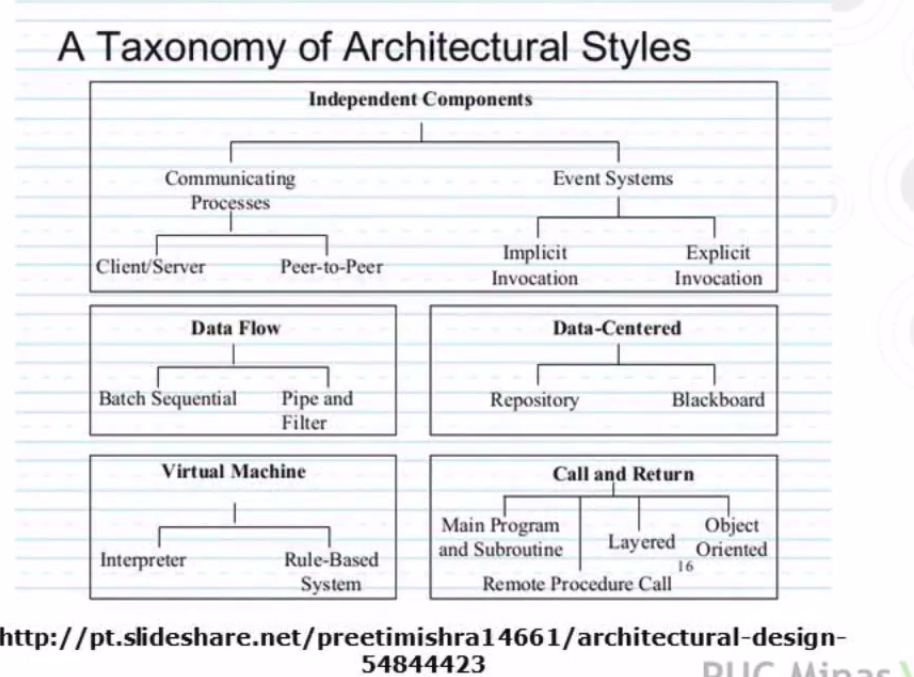 A Taxonomy of Architectural Styles
Independent Components
Communicating
Processes
Event Systems
Client/Server
Peer-to-Peer
Implicit
Invocation
Explicit
Invocation
Data Flow
Batch Sequential
Pipe and
Filter
Data-Centered
Repository
Blackboard
Virtual Machine
Interpreter
Rule-Based
System
Call and Return
Main Program
and Subroutine
Layered
Object
Oriented
16
Remote Procedure Call
http://pt.slideshare.net/preetimishra14661/architectural-design-
54844423
PUC Minas